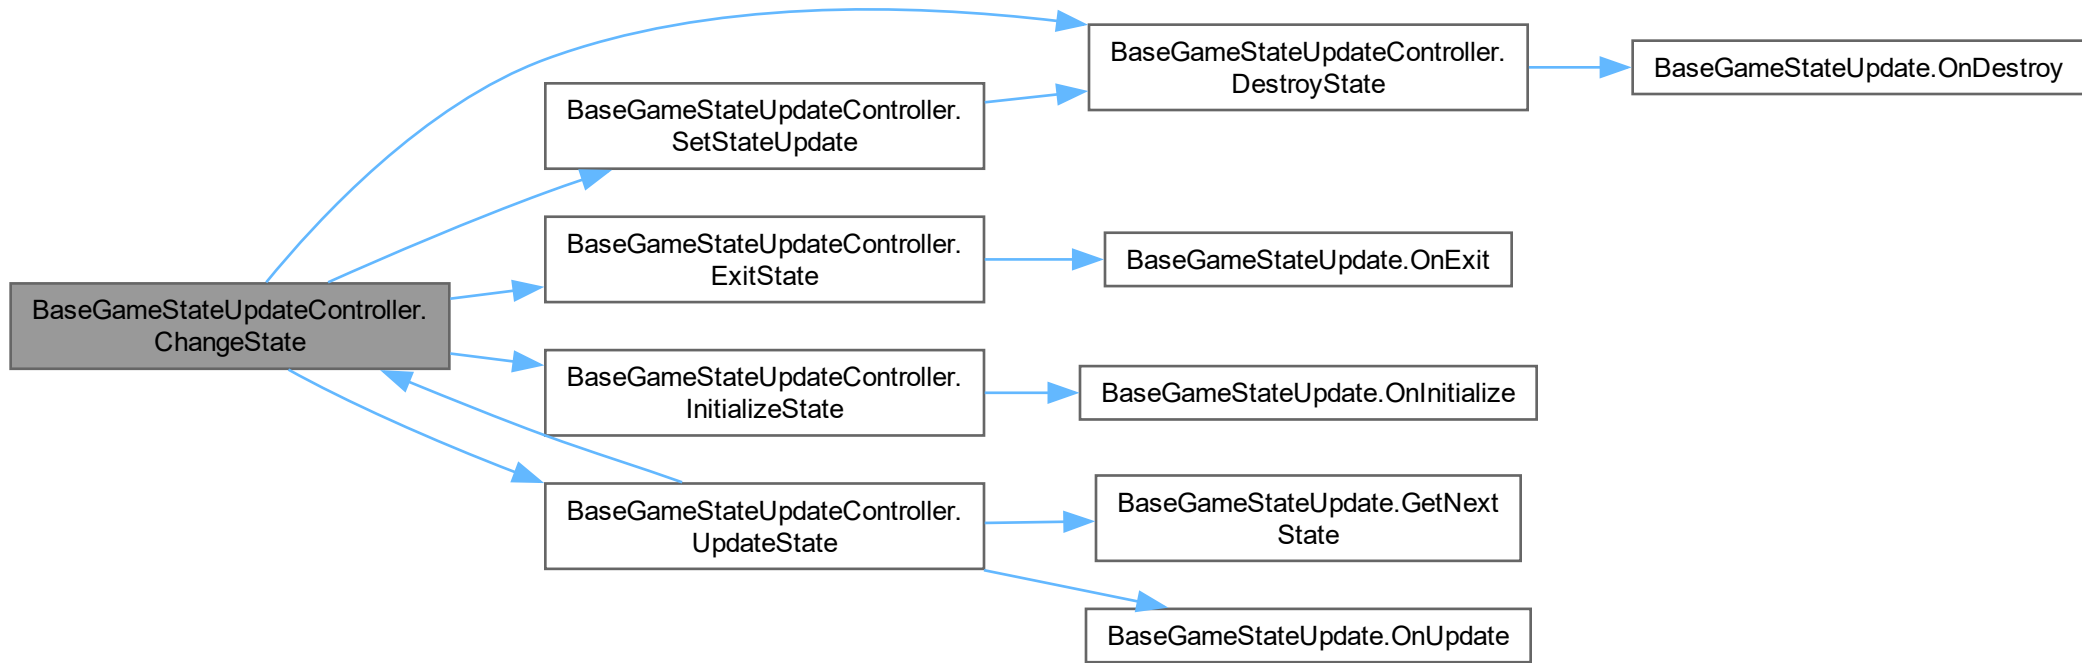 BaseGameStateUpdateController.
ChangeState
BaseGameStateUpdateController.
SetStateUpdate
BaseGameStateUpdateController.
DestroyState
BaseGameStateUpdate.OnDestroy
BaseGameStateUpdateController.
ExitState
BaseGameStateUpdate.OnExit
BaseGameStateUpdateController.
InitializeState
BaseGameStateUpdate.OnInitialize
BaseGameStateUpdateController.
UpdateState
BaseGameStateUpdate.GetNext
State
BaseGameStateUpdate.OnUpdate